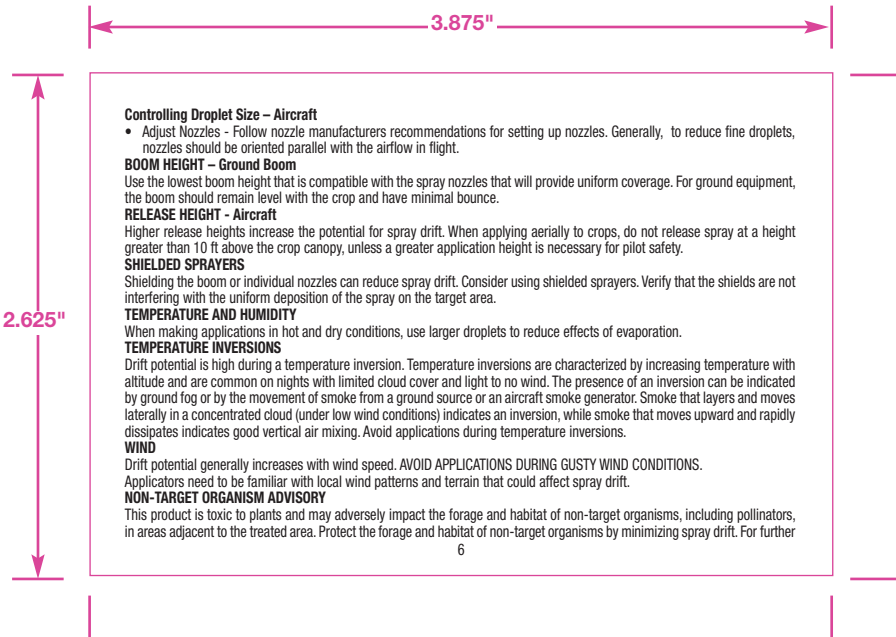 3.875"
Controlling Droplet Size – Aircraft
• Adjust Nozzles - Follow nozzle manufacturers recommendations for setting up nozzles. Generally, to reduce fine droplets,
nozzles should be oriented parallel with the airflow in flight.
BOOM HEIGHT – Ground Boom
Use the lowest boom height that is compatible with the spray nozzles that will provide uniform coverage. For ground equipment,
the boom should remain level with the crop and have minimal bounce.
RELEASE HEIGHT - Aircraft
Higher release heights increase the potential for spray drift. When applying aerially to crops, do not release spray at a height
greater than 10 ft above the crop canopy, unless a greater application height is necessary for pilot safety.
SHIELDED SPRAYERS
Shielding the boom or individual nozzles can reduce spray drift. Consider using shielded sprayers. Verify that the shields are not
interfering with the uniform deposition of the spray on the target area.
TEMPERATURE AND HUMIDITY
When making applications in hot and dry conditions, use larger droplets to reduce effects of evaporation.
2.625"
TEMPERATURE INVERSIONS
Drift potential is high during a temperature inversion. Temperature inversions are characterized by increasing temperature with
altitude and are common on nights with limited cloud cover and light to no wind. The presence of an inversion can be indicated
by ground fog or by the movement of smoke from a ground source or an aircraft smoke generator. Smoke that layers and moves
laterally in a concentrated cloud (under low wind conditions) indicates an inversion, while smoke that moves upward and rapidly
dissipates indicates good vertical air mixing. Avoid applications during temperature inversions.
WIND
Drift potential generally increases with wind speed. AVOID APPLICATIONS DURING GUSTY WIND CONDITIONS.
Applicators need to be familiar with local wind patterns and terrain that could affect spray drift.
NON-TARGET ORGANISM ADVISORY
This product is toxic to plants and may adversely impact the forage and habitat of non-target organisms, including pollinators,
in areas adjacent to the treated area. Protect the forage and habitat of non-target organisms by minimizing spray drift. For further
6